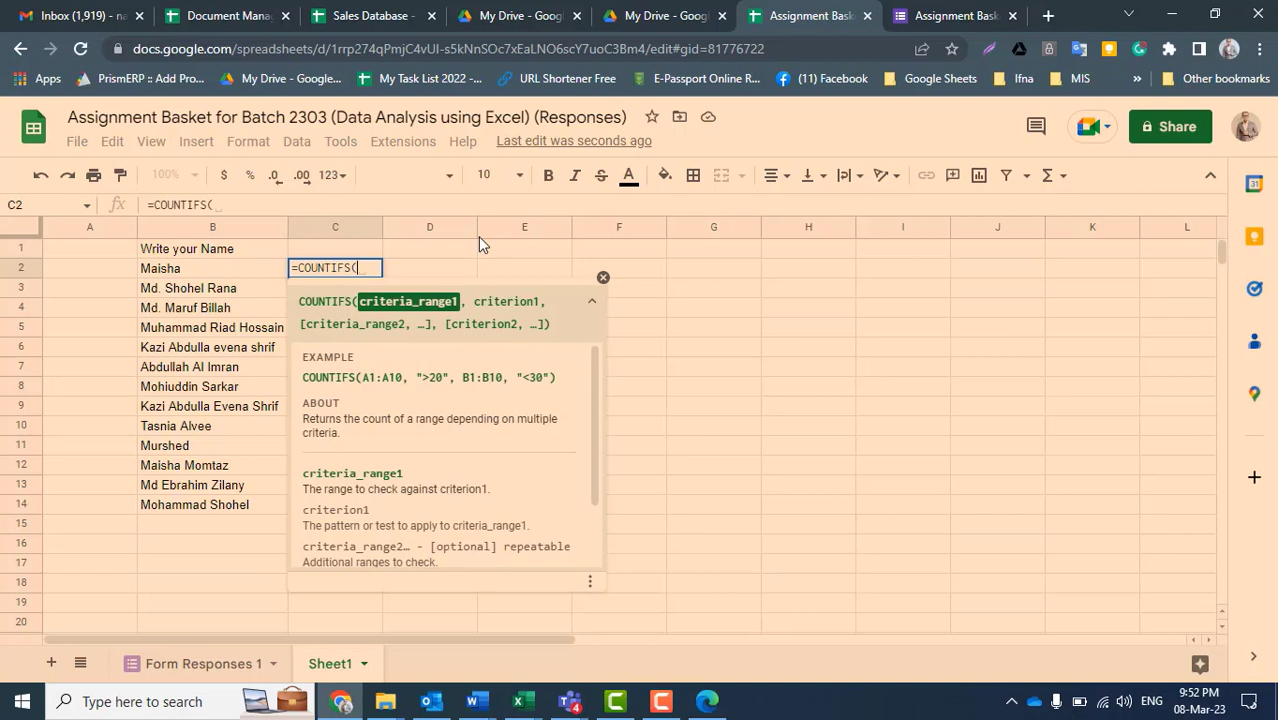 Inbox (1,919) - n
Document Mana
Sales Database -
My Drive - Googl
My Drive - Googl
Assignment Bask
Assignment Bask
docs.google.com/spreadsheets/d/1rrp274qPmjC4vUI-s5kNnSOc7xEaLNO6scY7uoC3Bm4/edit#gid=81776722
Apps
PrismERP :: Add Pro...
My Drive - Google...
My Task List 2022 -...
URL Shortener Free
E-Passport Online R...
(11) Facebook
Google Sheets
Ifna
MIS
»
Other bookmarks
Assignment Basket for Batch 2303 (Data Analysis using Excel) (Responses)
File Edit View Insert Format Data Tools Extensions Help Last edit was seconds ago
Share
100% $ % .0 .00 123 10 B I S A
C2 fx =COUNTIFS(
A B C D E F G H I J K L
1 Write your Name
2 Maisha =COUNTIFS(
3 Md. Shohel Rana
4 Md. Maruf Billah
5 Muhammad Riad Hossain
6 Kazi Abdulla evena shrif
7 Abdullah Al Imran
8 Mohiuddin Sarkar
9 Kazi Abdulla Evena Shrif
10 Tasnia Alvee
11 Murshed
12 Maisha Momtaz
13 Md Ebrahim Zilany
14 Mohammad Shohel
15
16
17
18
19
20
COUNTIFS(criteria_range1, criterion1,
[criteria_range2, …], [criterion2, …])
EXAMPLE
COUNTIFS(A1:A10, ">20", B1:B10, "<30")
ABOUT
Returns the count of a range depending on multiple
criteria.
criteria_range1
The range to check against criterion1.
criterion1
The pattern or test to apply to criteria_range1.
criteria_range2… - [optional] repeatable
Additional ranges to check.
Form Responses 1
Sheet1
Type here to search
ENG
9:52 PM
08-Mar-23